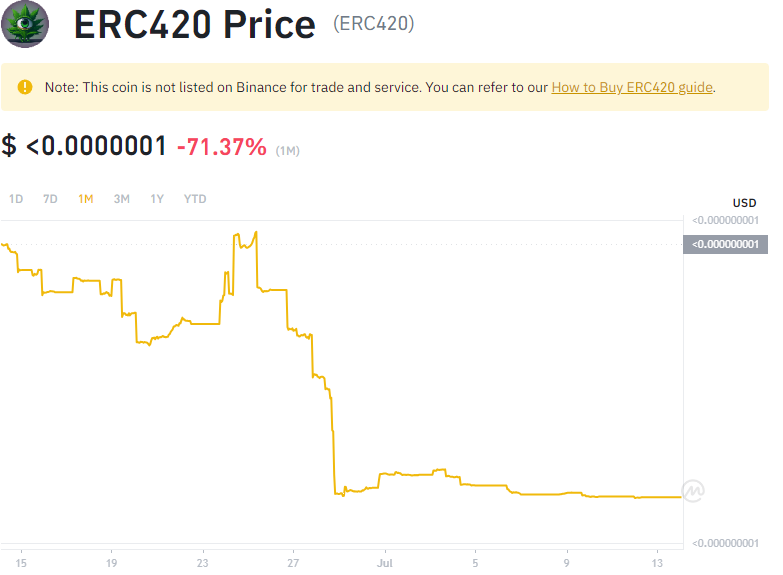 ERC420 Price (ERC420)
Note: This coin is not listed on Binance for trade and service. You can refer to our How to Buy ERC420 guide.
$ <0.0000001 -71.37% (1M)
1D 7D 1M 3M 1Y YTD
USD
<0.000000001
<0.000000001
<0.000000001
15 19 23 27 Jul 5 9 13